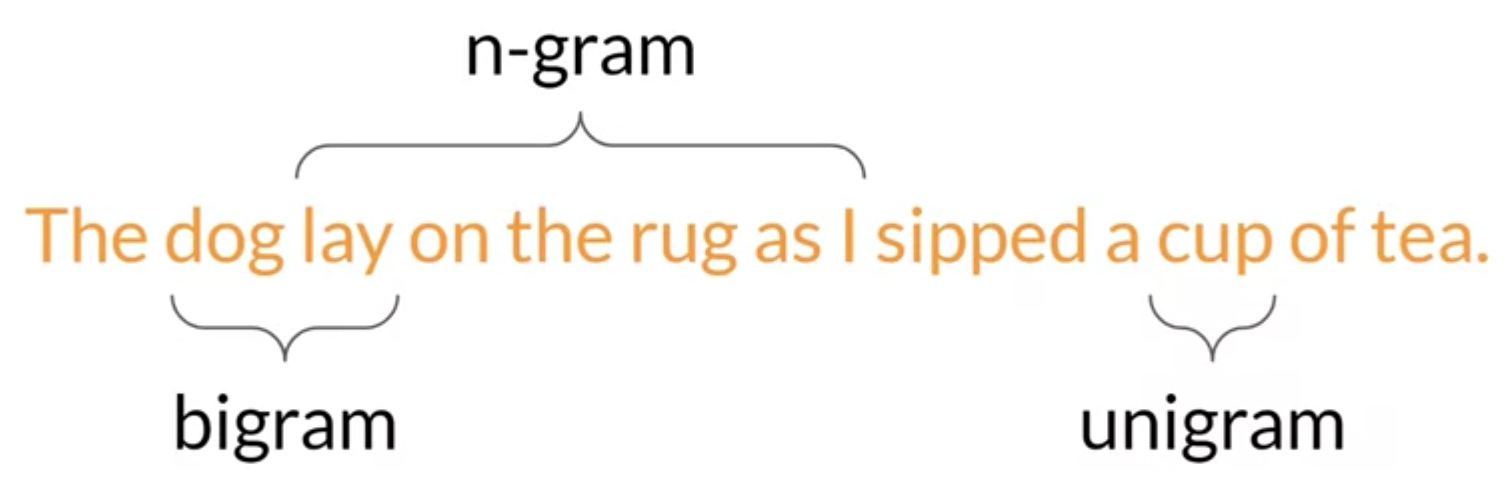 n-gram
The dog lay on the rug as I sipped a cup of tea.
bigram unigram